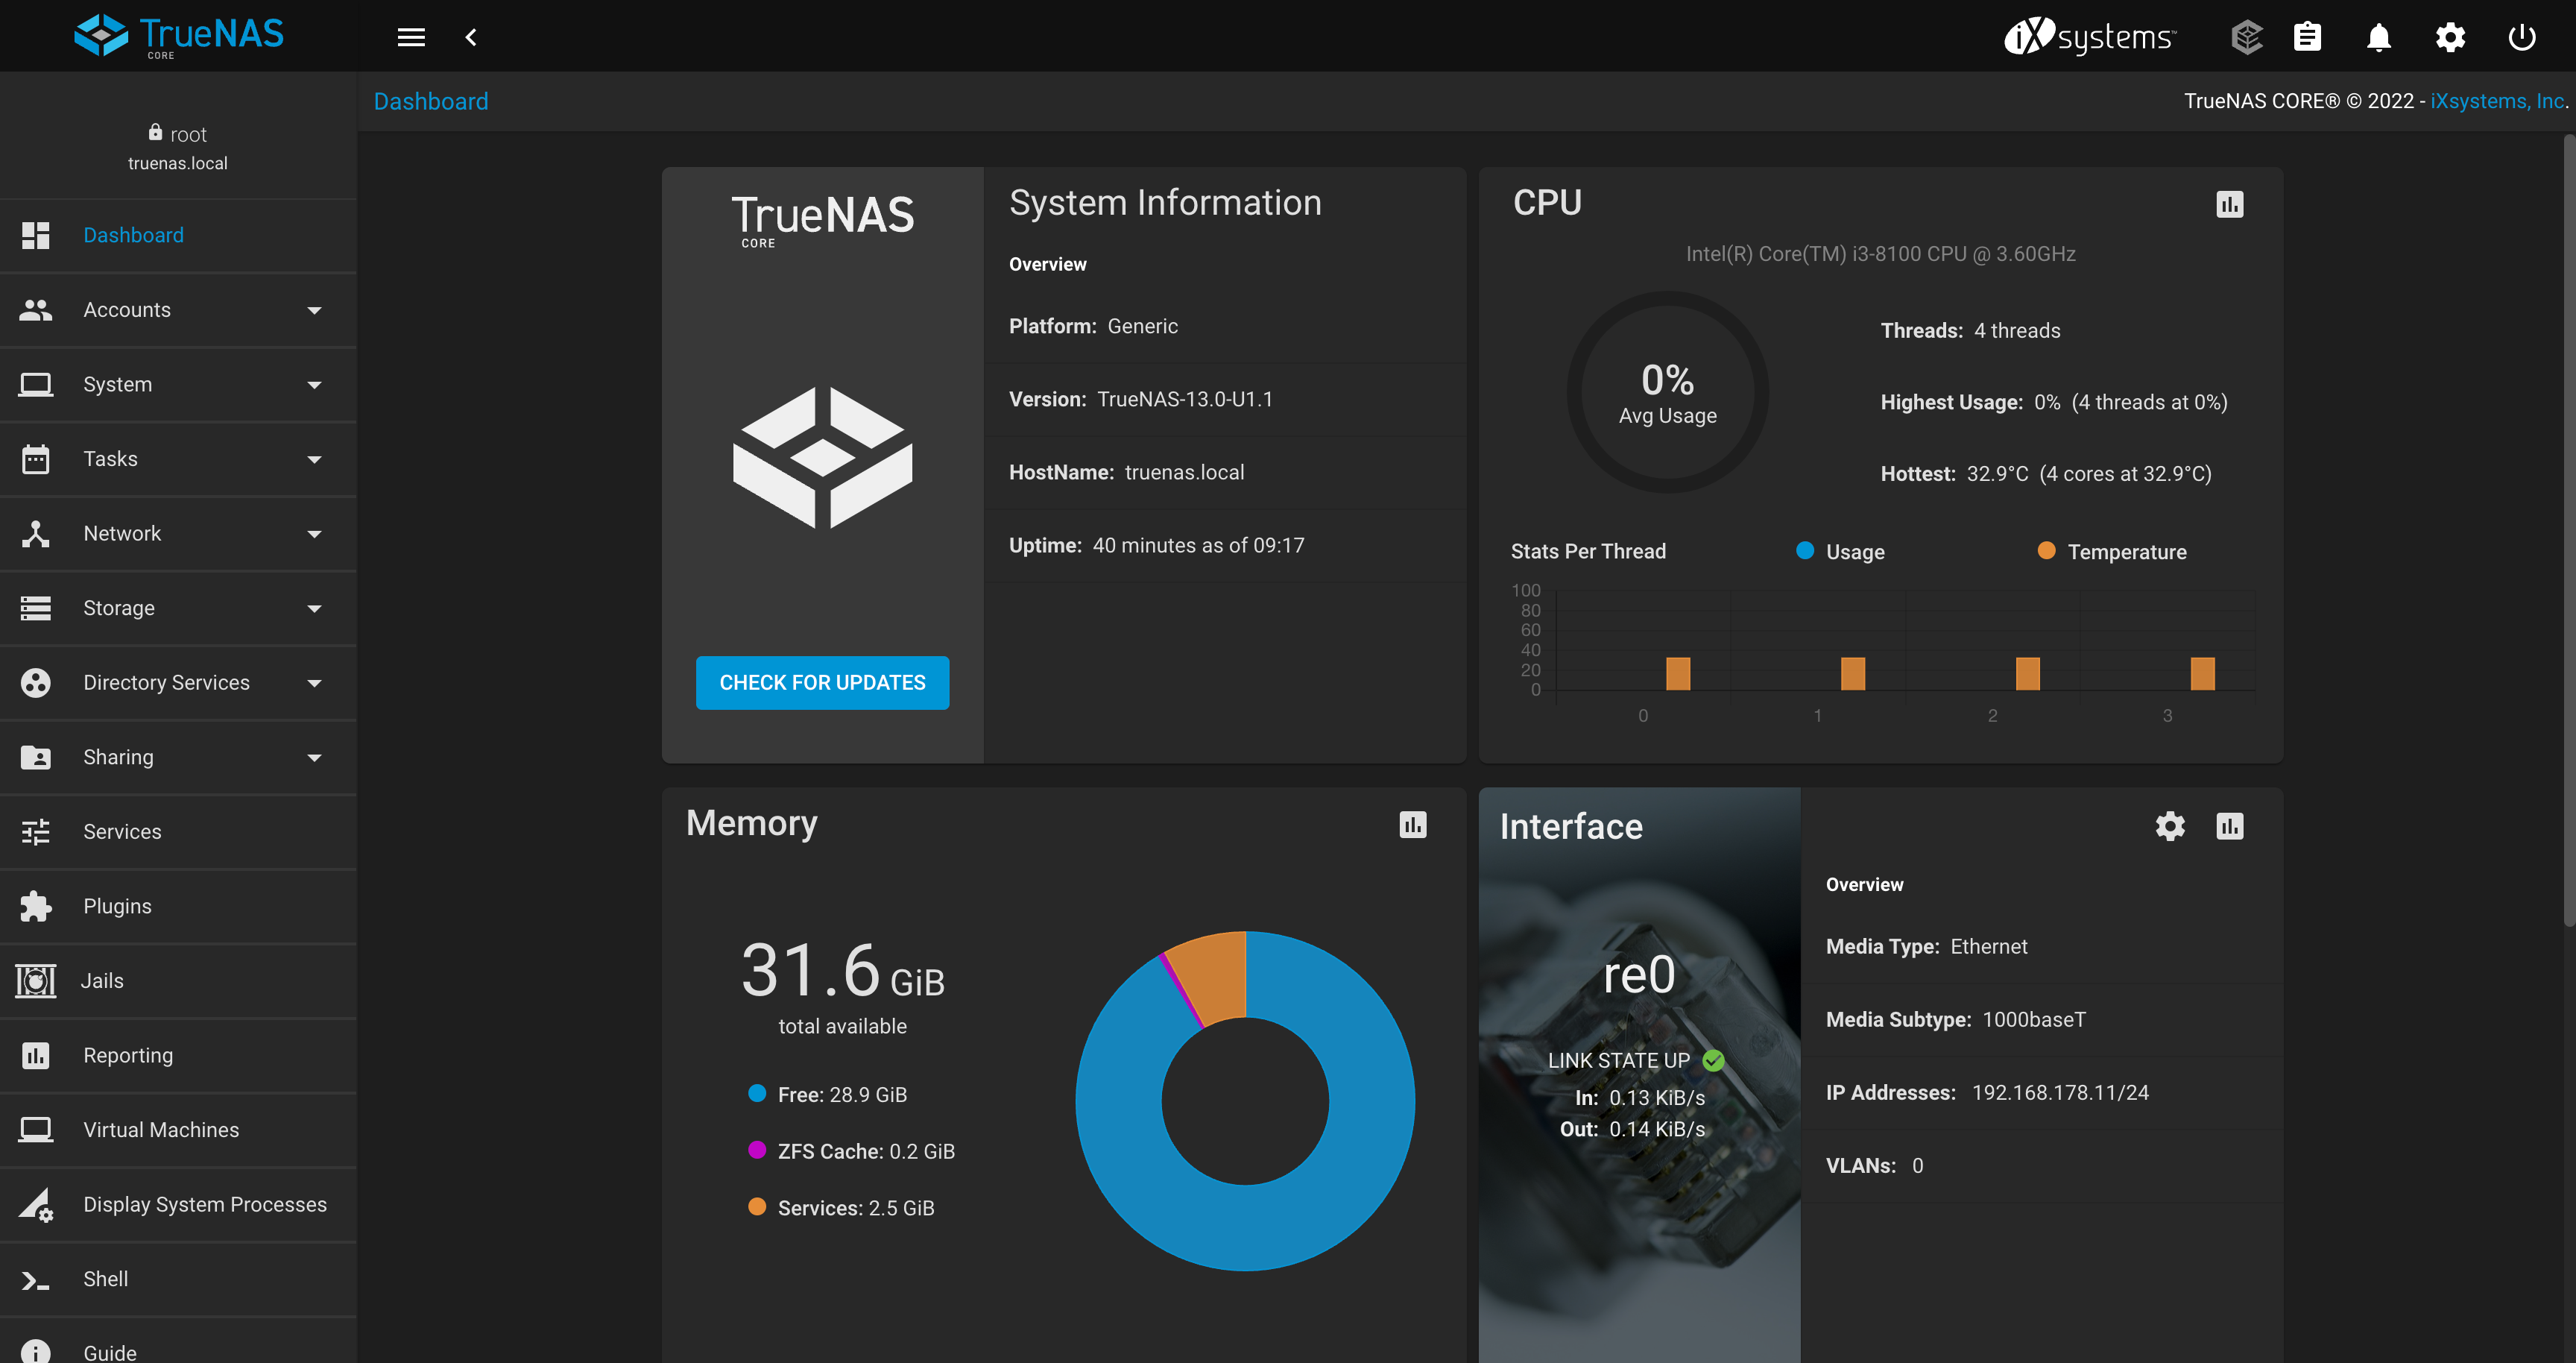 TrueNAS
CORE
iXsystems™
Dashboard
TrueNAS CORE® © 2022 - iXsystems, Inc.
root
truenas.local
Dashboard
Accounts
System
Tasks
Network
Storage
Directory Services
Sharing
Services
Plugins
Jails
Reporting
Virtual Machines
Display System Processes
Shell
Guide
TrueNAS
CORE
CHECK FOR UPDATES
System Information
Overview
Platform: Generic
Version: TrueNAS-13.0-U1.1
HostName: truenas.local
Uptime: 40 minutes as of 09:17
CPU
Intel(R) Core(TM) i3-8100 CPU @ 3.60GHz
0%
Avg Usage
Threads: 4 threads
Highest Usage: 0% (4 threads at 0%)
Hottest: 32.9°C (4 cores at 32.9°C)
Stats Per Thread
Usage
Temperature
100
80
60
40
20
0
0 1 2 3
Memory
31.6 GiB
total available
Free: 28.9 GiB
ZFS Cache: 0.2 GiB
Services: 2.5 GiB
Interface
re0
LINK STATE UP
In: 0.13 KiB/s
Out: 0.14 KiB/s
Overview
Media Type: Ethernet
Media Subtype: 1000baseT
IP Addresses: 192.168.178.11/24
VLANs: 0